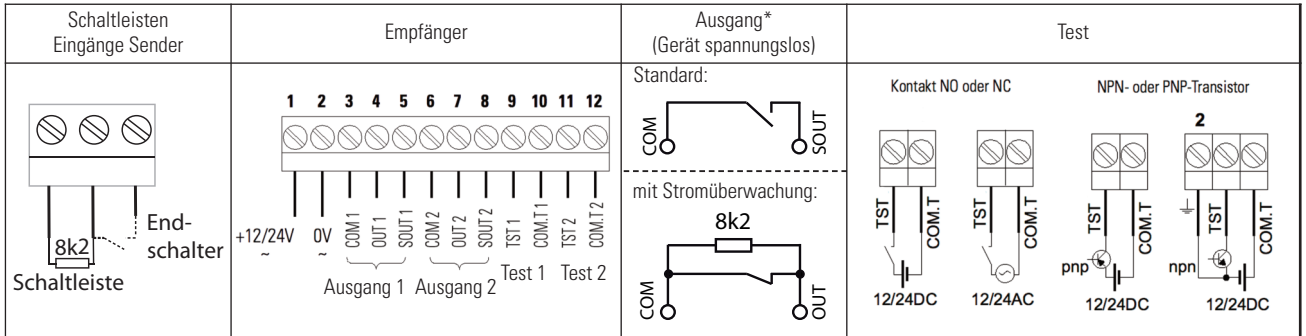 Schaltleisten
Eingänge Sender
Empfänger
Ausgang*
(Gerät spannungslos)
Test
8k2
End-
schalter
Schaltleiste
1 2 3 4 5 6 7 8 9 10 11 12
+12/24V
~
0V
~
COM 1
OUT 1
SOUT 1
COM 2
OUT 2
SOUT 2
TST 1
COM.T 1
TST 2
COM.T 2
Ausgang 1 Ausgang 2 Test 1 Test 2
Standard:
COM
SOUT
mit Stromüberwachung:
8k2
COM
OUT
Kontakt NO oder NC
TST
COM.T
12/24DC
TST
COM.T
12/24AC
NPN- oder PNP-Transistor
TST
COM.T
pnp
12/24DC
2
TST
COM.T
npn
12/24DC